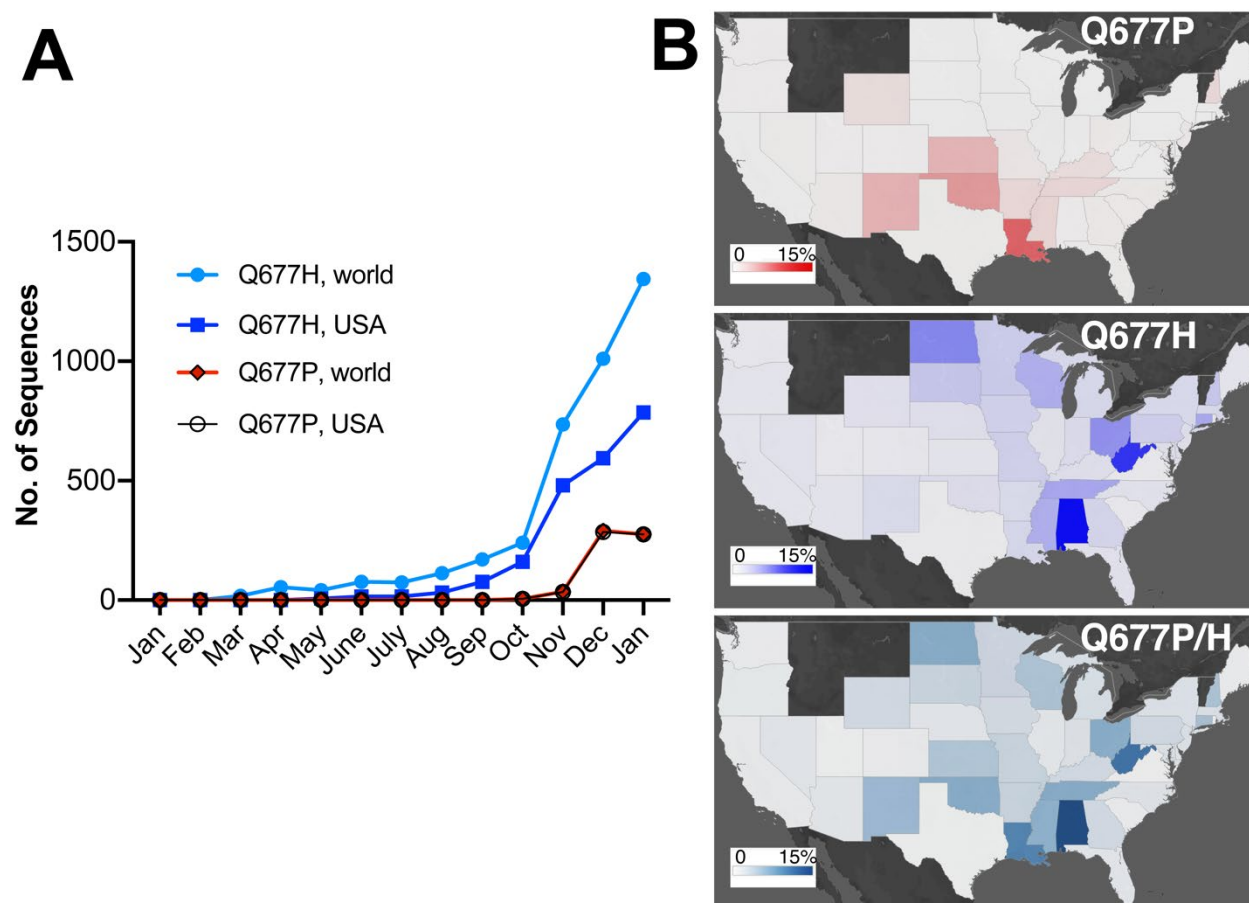 A
1500
1000
500
0
No. of Sequences
Q677H, world
Q677H, USA
Q677P, world
Q677P, USA
Jan
Feb
Mar
Apr
May
June
July
Aug
Sep
Oct
Nov
Dec
Jan
B
Q677P
0 15%
Q677H
0 15%
Q677P/H
0 15%